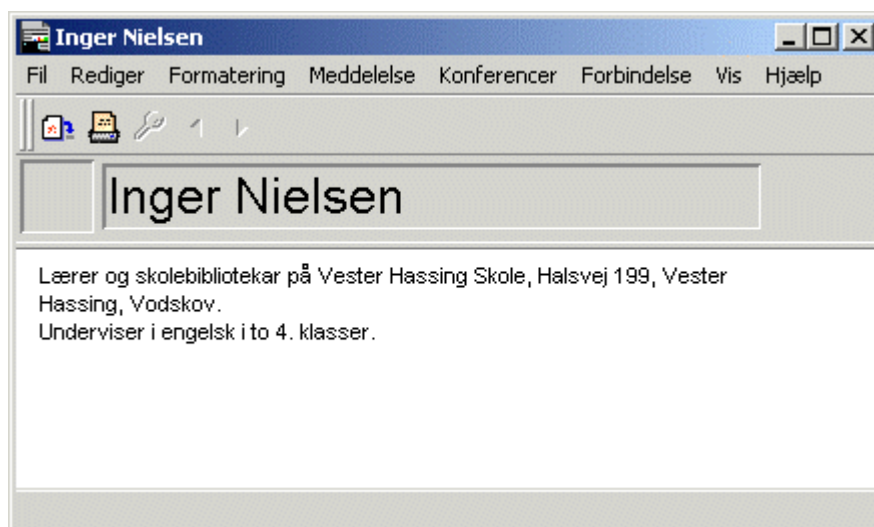 Inger Nielsen
Fil Rediger Formatering Meddelelse Konferencer Forbindelse Vis Hjælp
Inger Nielsen
Lærer og skolebibliotekar på Vester Hassing Skole, Halsvej 199, Vester
Hassing, Vodskov.
Underviser i engelsk i to 4. klasser.